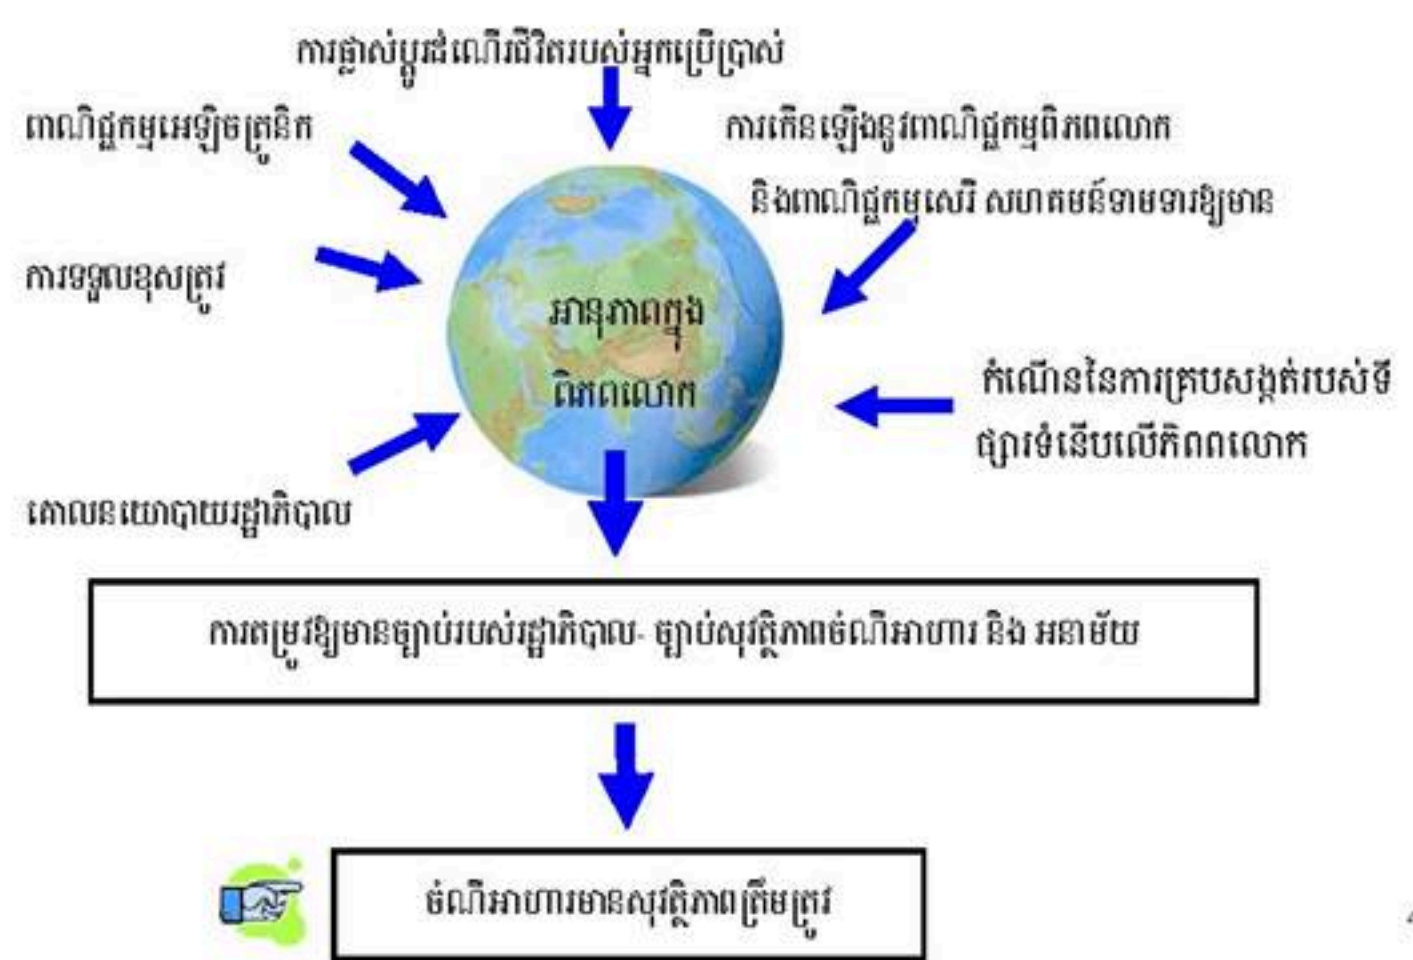 ការផ្លាស់ប្ដូរដំណើរជីវិតរបស់អ្នកប្រើប្រាស់
ពាណិជ្ជកម្មអេឡិចត្រូនិក
ការកើនឡើងនូវពាណិជ្ជកម្មពិភពលោក
និងពាណិជ្ជកម្មសេរី សហគមន៍ទាមទារឱ្យមាន
ការទទួលខុសត្រូវ
អានុភាពក្នុង
ពិភពលោក
កំណើននៃការគ្របសង្កត់របស់ទី
ផ្សារទំនើបលើភិពពលោក
គោលនយោបាយរដ្ឋាភិបាល
ការតម្រូវឱ្យមានច្បាប់របស់រដ្ឋាភិបាល- ច្បាប់សុវត្ថិភាពចំណីអាហារ និង អនាម័យ
ចំណីអាហារមានសុវត្ថិភាពត្រឹមត្រូវ